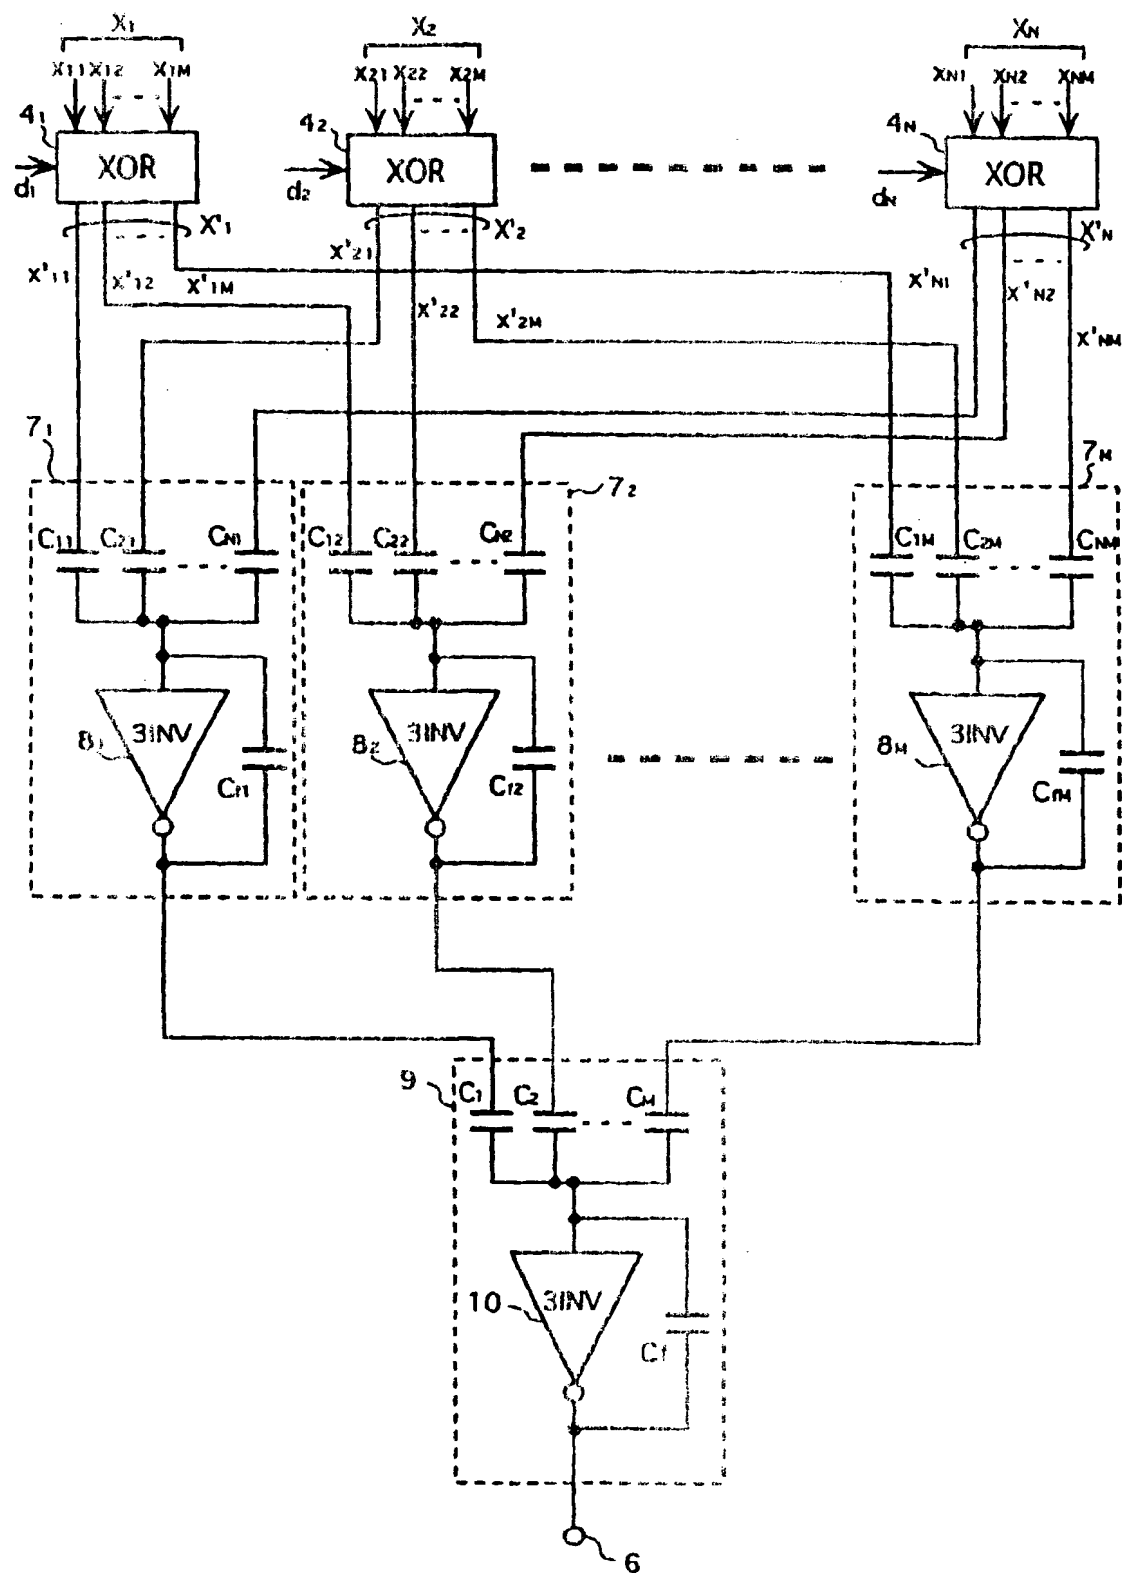 X1 X2 XN
x11 x12 x1M x21 x22 x2M xN1 xN2 xNM
41 42 4N
XOR XOR XOR
d1 d2 dN
X'1 X'2 X'N
x'11 x'12 x'1M x'21 x'22 x'2M x'N1 x'N2 x'NM
71 72 7M
C11 C21 CN1 C12 C22 CN2 C1M C2M CNM
3INV 3INV 3INV
81 82 8M
Cf1 Cf2 CfM
9 C1 C2 CM
10 3INV
Cf
6